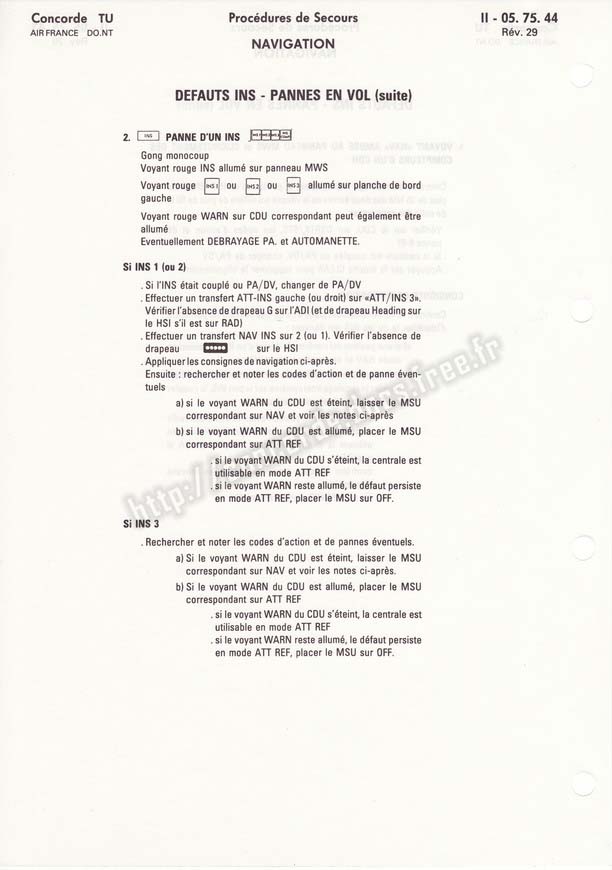 Concorde TU
AIR FRANCE DO.NT
Procédures de Secours
NAVIGATION
II - 05. 75. 44
Rév. 29
DEFAUTS INS - PANNES EN VOL (suite)
2. INS PANNE D'UN INS
Gong monocoup
Voyant rouge INS allumé sur panneau MWS
Voyant rouge INS 1 ou INS 2 ou INS 3 allumé sur planche de bord
gauche
Voyant rouge WARN sur CDU correspondant peut également être
allumé
Eventuellement DEBRAYAGE PA. et AUTOMANETTE.
Si INS 1 (ou 2)
. Si l'INS était couplé ou PA/DV, changer de PA/DV
. Effectuer un transfert ATT-INS gauche (ou droit) sur «ATT/INS 3».
Vérifier l'absence de drapeau G sur l'ADI (et de drapeau Heading sur
le HSI s'il est sur RAD)
. Effectuer un transfert NAV INS sur 2 (ou 1). Vérifier l'absence de
drapeau sur le HSI
. Appliquer les consignes de navigation ci-après.
Ensuite : rechercher et noter les codes d'action et de panne éven-
tuels
a) si le voyant WARN du CDU est éteint, laisser le MSU
correspondant sur NAV et voir les notes ci-après
b) si le voyant WARN du CDU est allumé, placer le MSU
correspondant sur ATT REF
. si le voyant WARN du CDU s'éteint, la centrale est
utilisable en mode ATT REF
. si le voyant WARN reste allumé, le défaut persiste
en mode ATT REF, placer le MSU sur OFF.
Si INS 3
. Rechercher et noter les codes d'action et de pannes éventuels.
a) Si le voyant WARN du CDU est éteint, laisser le MSU
correspondant sur NAV et voir les notes ci-après.
b) Si le voyant WARN du CDU est allumé, placer le MSU
correspondant sur ATT REF
. si le voyant WARN du CDU s'éteint, la centrale est
utilisable en mode ATT REF
. si le voyant WARN reste allumé, le défaut persiste
en mode ATT REF, placer le MSU sur OFF.